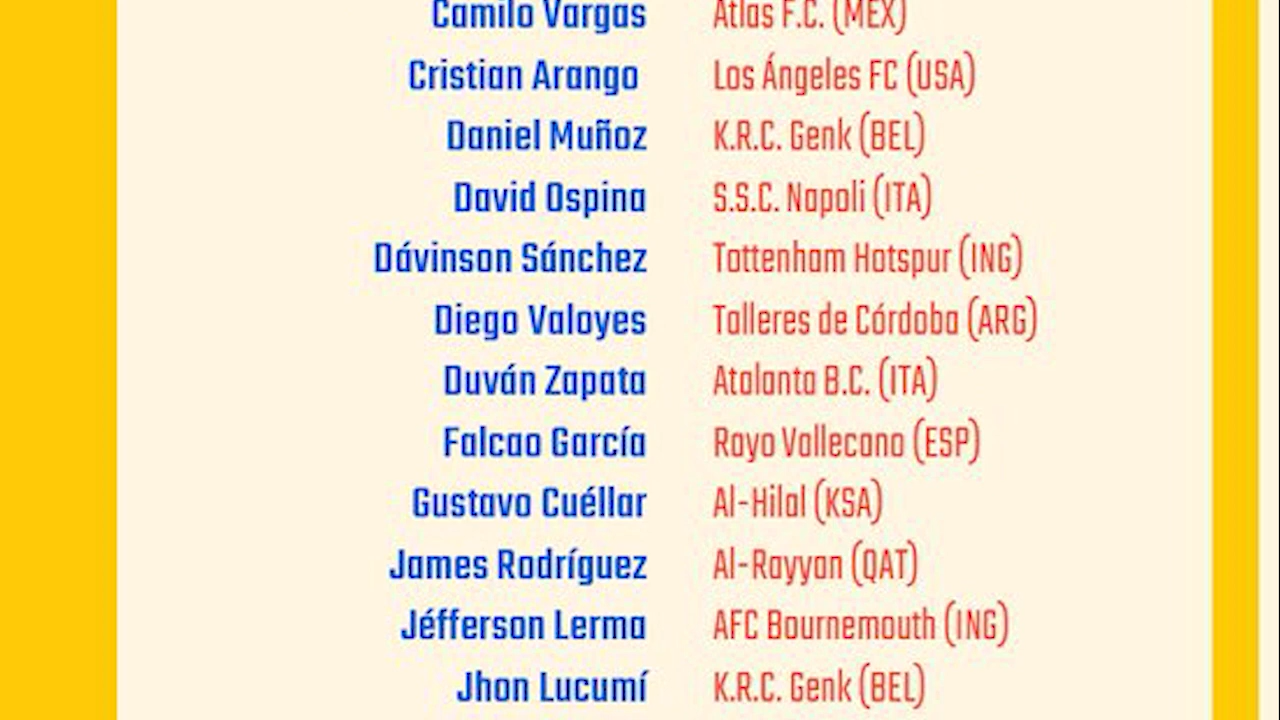 Camilo Vargas Atlas F.C. (MEX)
Cristian Arango Los Ángeles FC (USA)
Daniel Muñoz K.R.C. Genk (BEL)
David Ospina S.S.C. Napoli (ITA)
Dávinson Sánchez Tottenham Hotspur (ING)
Diego Valoyes Talleres de Córdoba (ARG)
Duván Zapata Atalanta B.C. (ITA)
Falcao García Rayo Vallecano (ESP)
Gustavo Cuéllar Al-Hilal (KSA)
James Rodríguez Al-Rayyan (QAT)
Jéfferson Lerma AFC Bournemouth (ING)
Jhon Lucumí K.R.C. Genk (BEL)